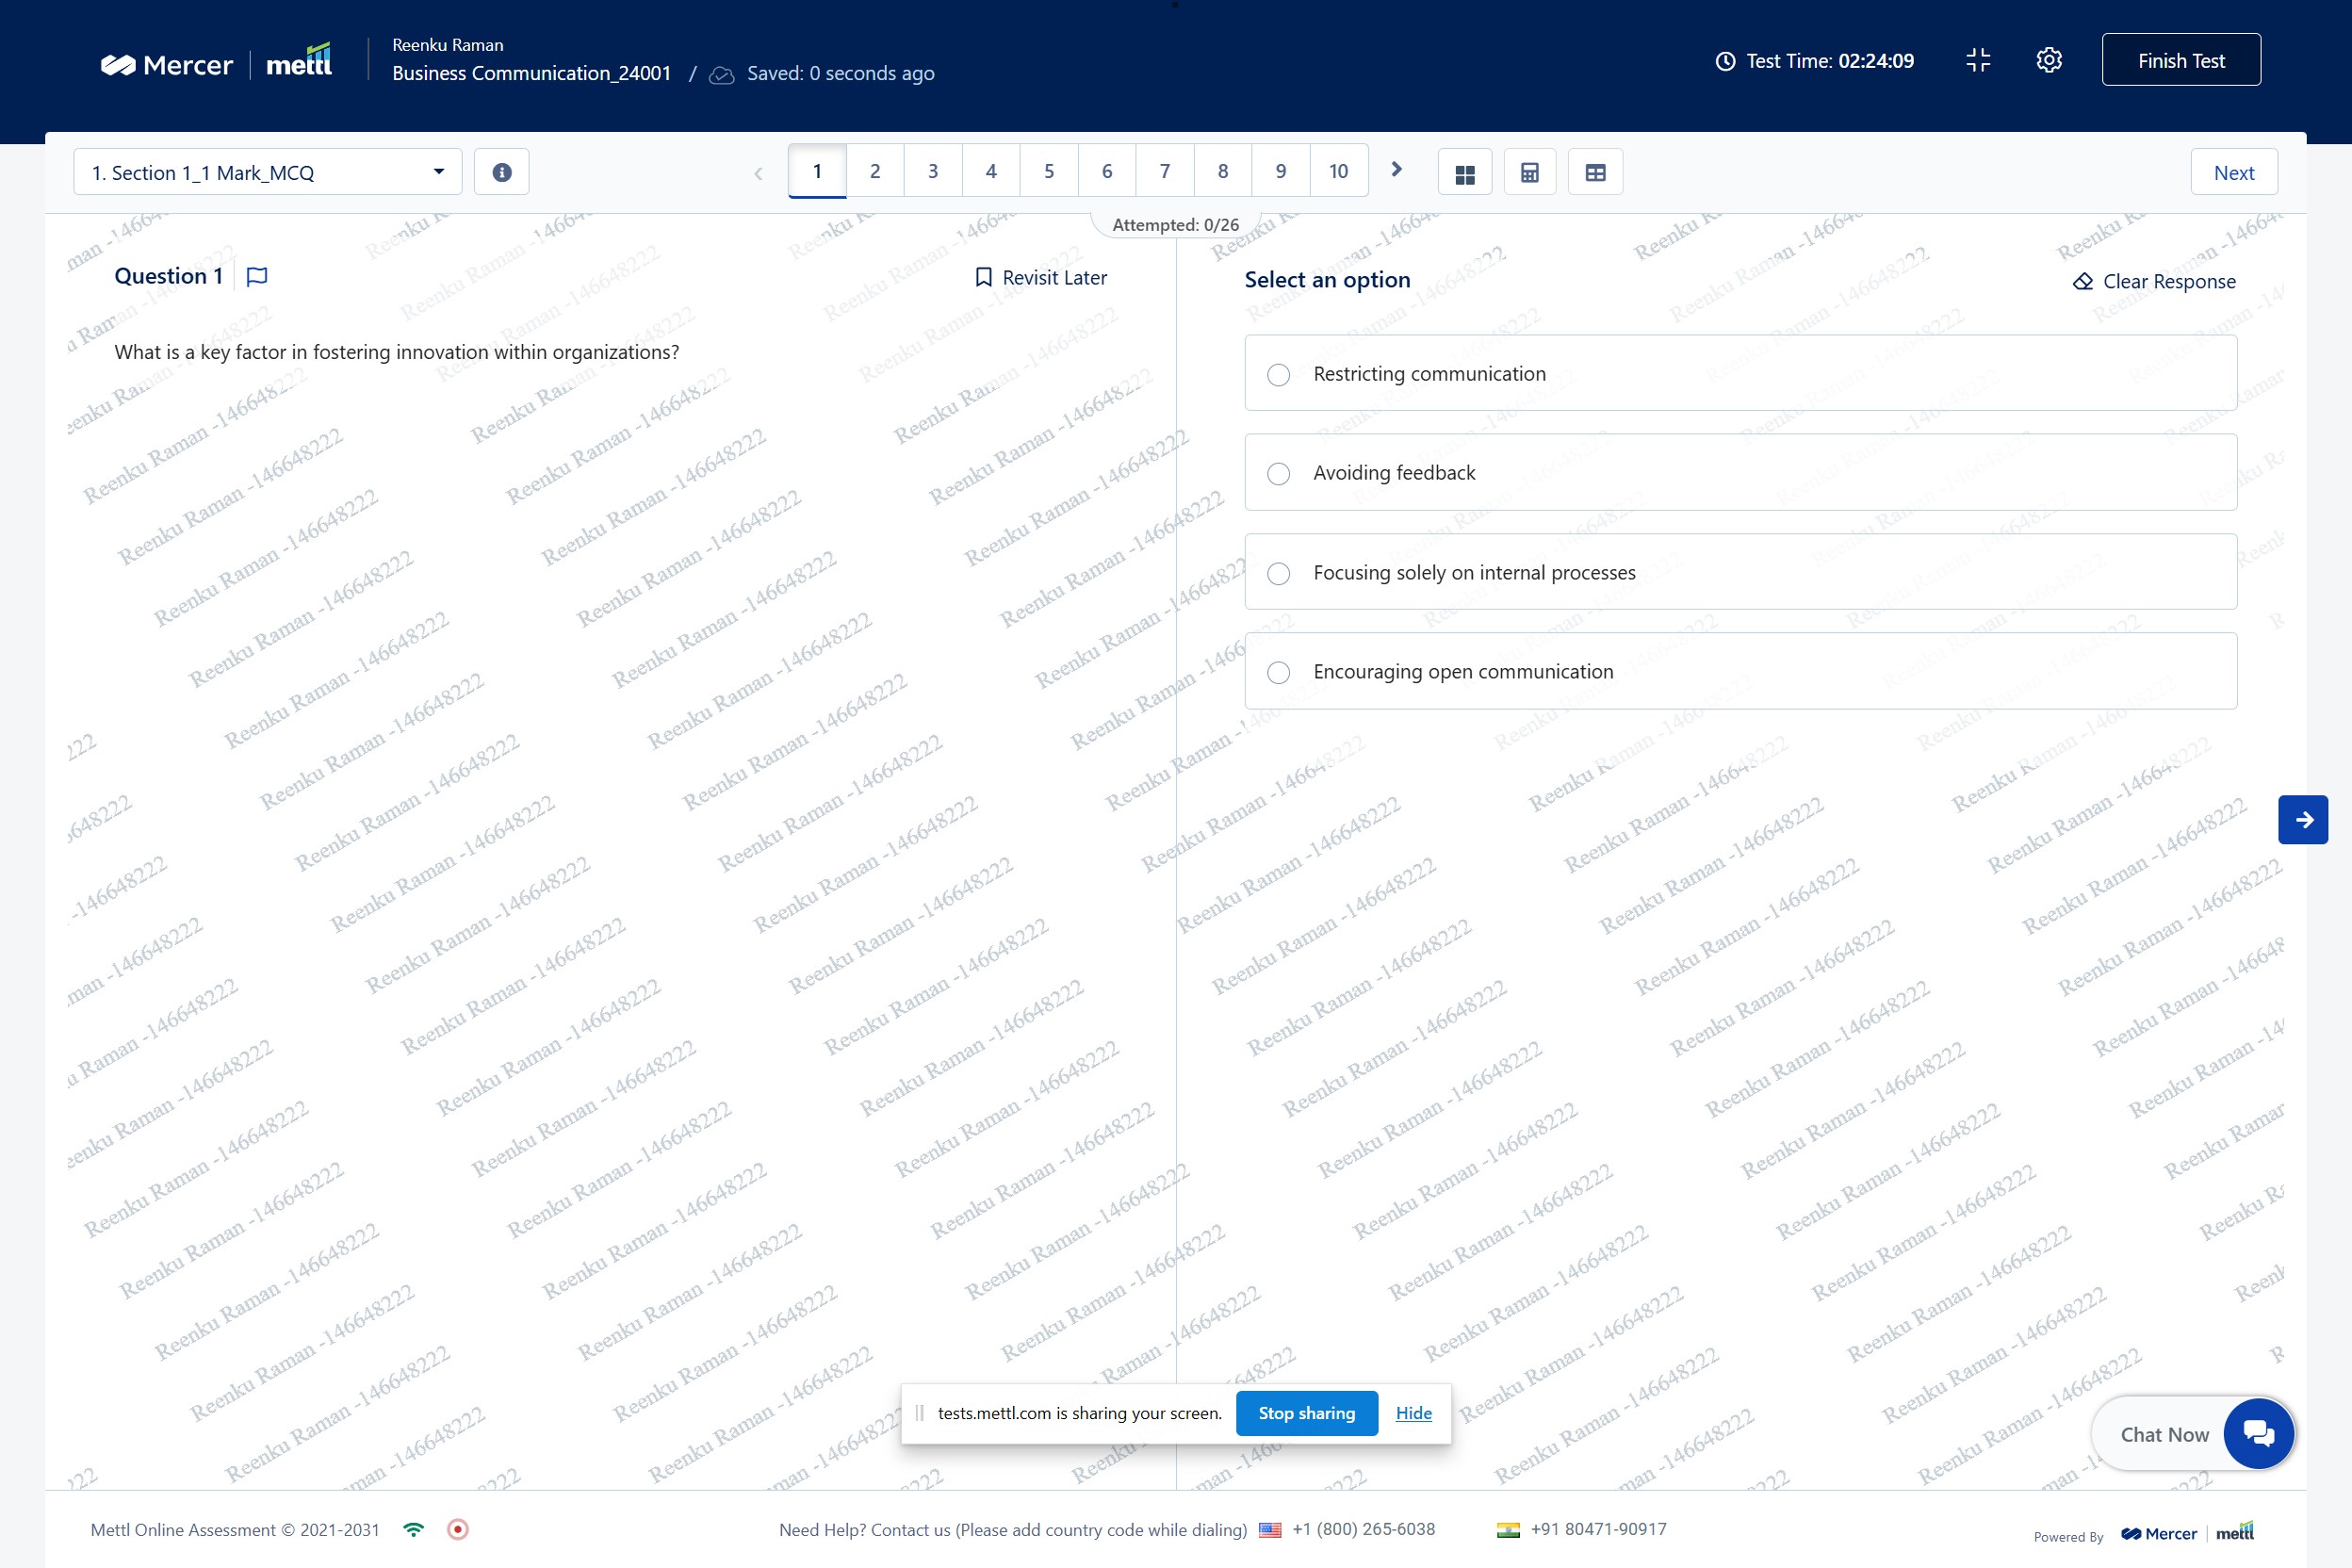 Mercer | mettl
Reenku Raman
Business Communication_24001 / Saved: 0 seconds ago
Test Time: 02:24:09
Finish Test
1. Section 1_1 Mark_MCQ
1 2 3 4 5 6 7 8 9 10
Next
Attempted: 0/26
Question 1
Revisit Later
What is a key factor in fostering innovation within organizations?
Select an option
Clear Response
Restricting communication
Avoiding feedback
Focusing solely on internal processes
Encouraging open communication
Reenku Raman -146648222
tests.mettl.com is sharing your screen.
Stop sharing
Hide
Chat Now
Mettl Online Assessment © 2021-2031
Need Help? Contact us (Please add country code while dialing) +1 (800) 265-6038 +91 80471-90917
Powered By Mercer | mettl